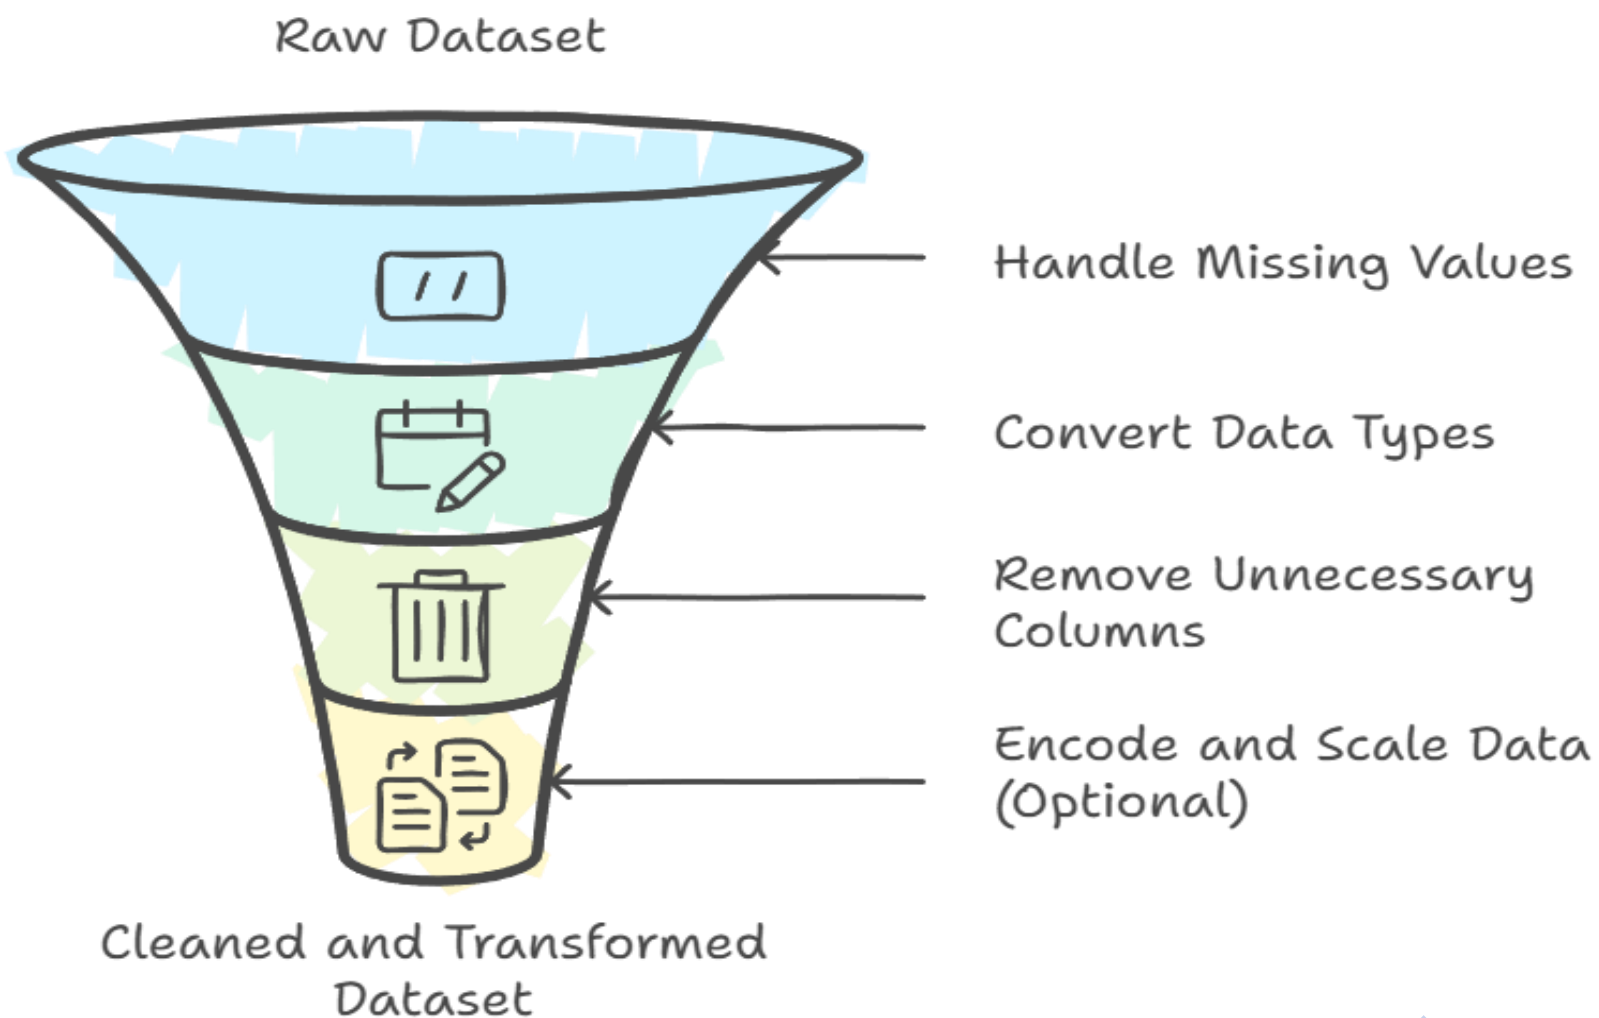 Raw Dataset
Handle Missing Values
Convert Data Types
Remove Unnecessary
Columns
Encode and Scale Data
(Optional)
Cleaned and Transformed
Dataset